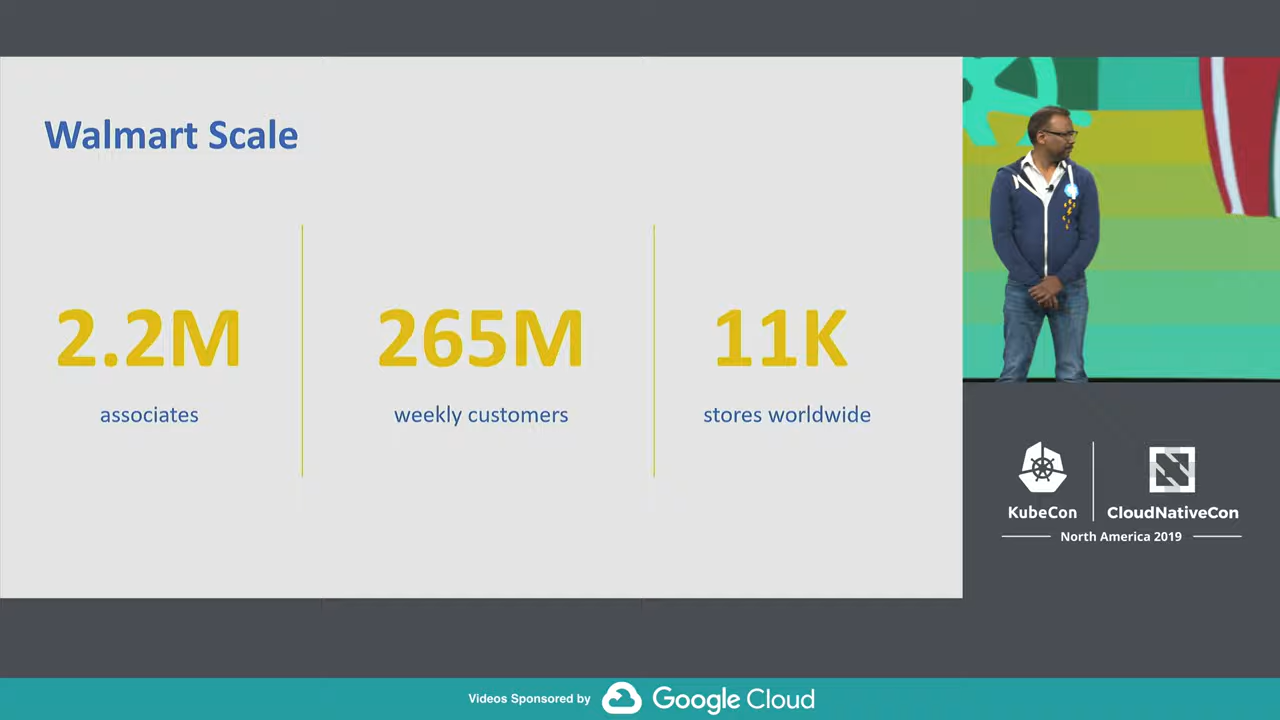 Walmart Scale
2.2M
associates
265M
weekly customers
11K
stores worldwide
KubeCon
CloudNativeCon
North America 2019
Videos Sponsored by Google Cloud